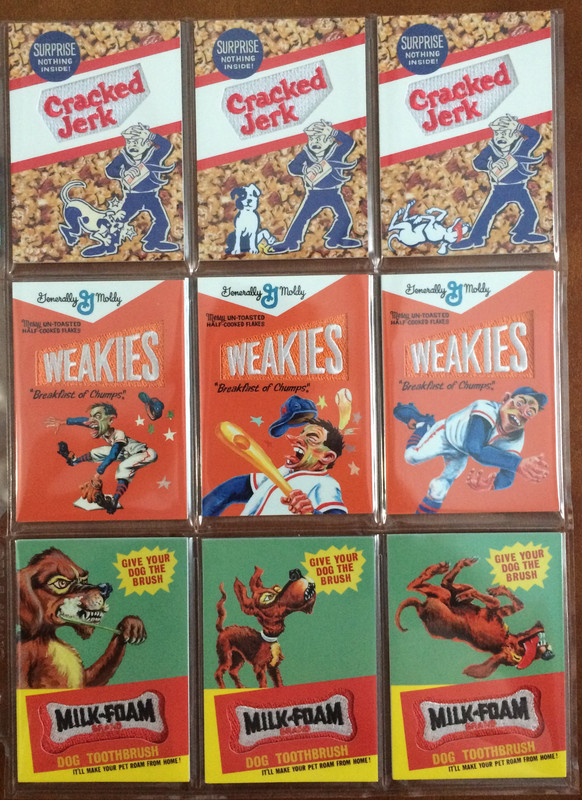 SURPRISE
NOTHING
INSIDE!
Cracked
Jerk
SURPRISE
NOTHING
INSIDE!
Cracked
Jerk
SURPRISE
NOTHING
INSIDE!
Cracked
Jerk
Generally G Moldy
UN-TOASTED
HALF-COOKED FLAKES
WEAKIES
"Breakfast of Chumps"
Generally G Moldy
UN-TOASTED
HALF-COOKED FLAKES
WEAKIES
"Breakfast of Chumps"
Generally G Moldy
UN-TOASTED
HALF-COOKED FLAKES
WEAKIES
"Breakfast of Chumps"
GIVE YOUR
DOG THE
BRUSH
MILK-FOAM
DOG TOOTHBRUSH
IT'LL MAKE YOUR PET ROAM FROM HOME!
GIVE YOUR
DOG THE
BRUSH
MILK-FOAM
DOG TOOTHBRUSH
IT'LL MAKE YOUR PET ROAM FROM HOME!
GIVE YOUR
DOG THE
BRUSH
MILK-FOAM
DOG TOOTHBRUSH
IT'LL MAKE YOUR PET ROAM FROM HOME!